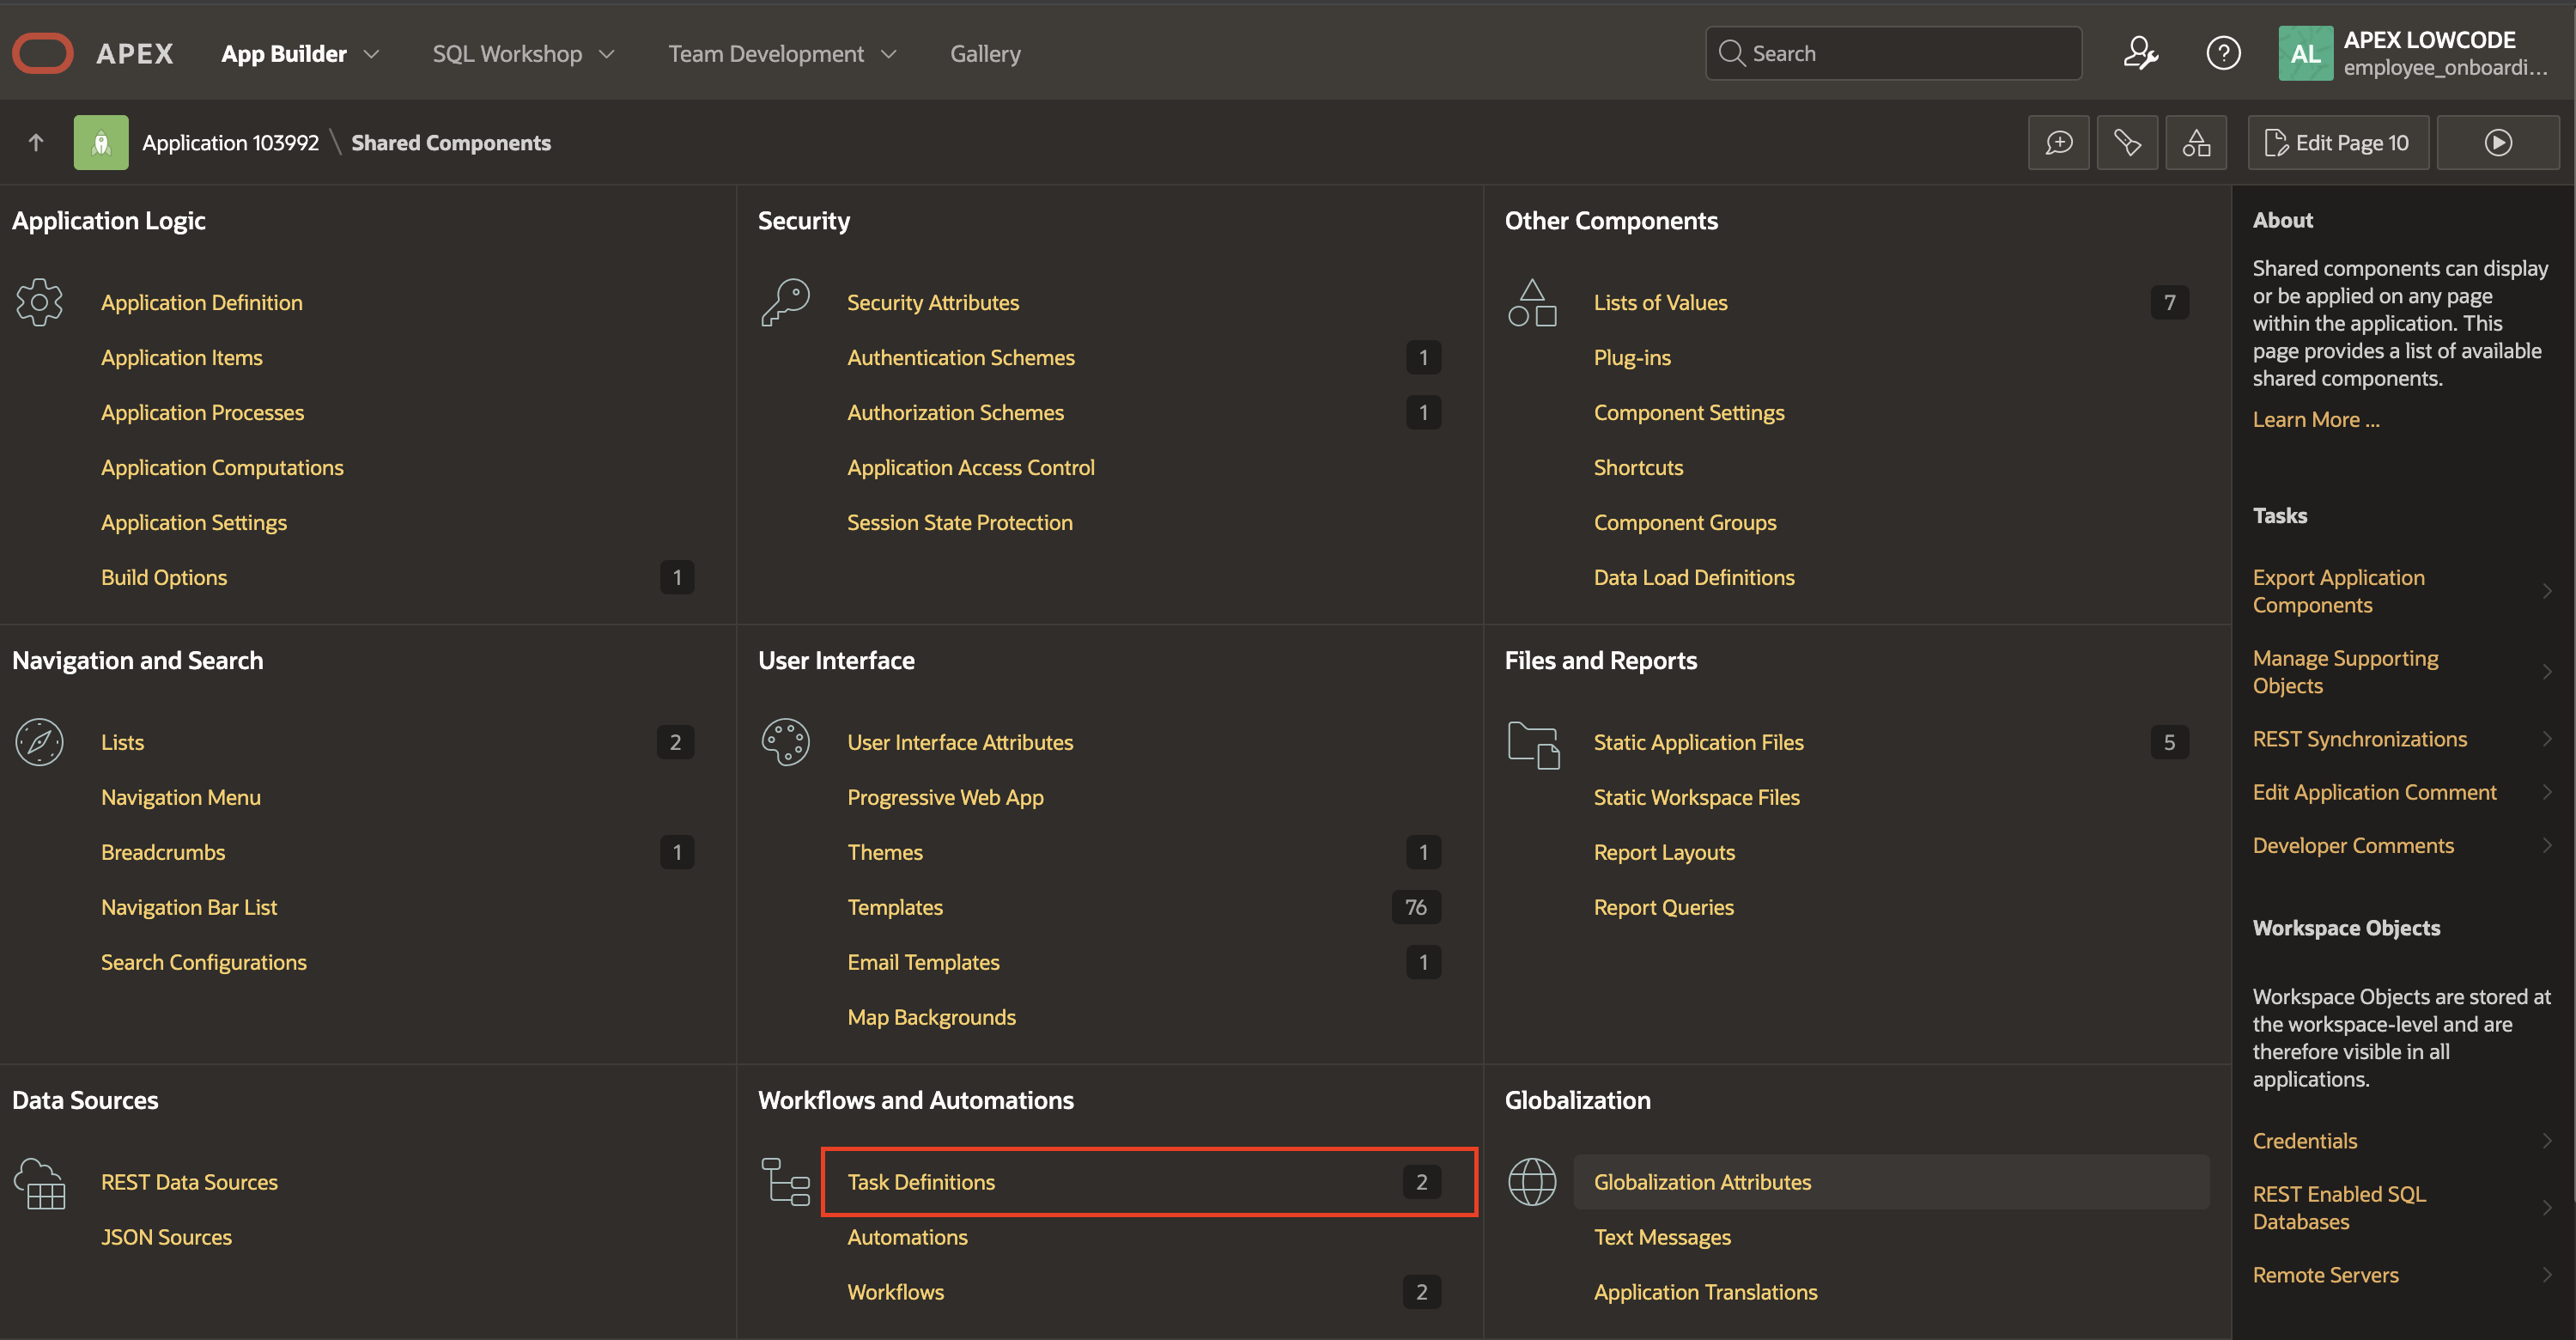 APEX
App Builder
SQL Workshop
Team Development
Gallery
Search
AL
APEX LOWCODE
employee_onboardi...
Application 103992 \ Shared Components
Edit Page 10
Application Logic
Application Definition
Application Items
Application Processes
Application Computations
Application Settings
Build Options 1
Security
Security Attributes
Authentication Schemes 1
Authorization Schemes 1
Application Access Control
Session State Protection
Other Components
Lists of Values 7
Plug-ins
Component Settings
Shortcuts
Component Groups
Data Load Definitions
Navigation and Search
Lists 2
Navigation Menu
Breadcrumbs 1
Navigation Bar List
Search Configurations
User Interface
User Interface Attributes
Progressive Web App
Themes 1
Templates 76
Email Templates 1
Map Backgrounds
Files and Reports
Static Application Files 5
Static Workspace Files
Report Layouts
Report Queries
Data Sources
REST Data Sources
JSON Sources
Workflows and Automations
Task Definitions 2
Automations
Workflows 2
Globalization
Globalization Attributes
Text Messages
Application Translations
About
Shared components can display
or be applied on any page
within the application. This
page provides a list of available
shared components.
Learn More ...
Tasks
Export Application
Components
Manage Supporting
Objects
REST Synchronizations
Edit Application Comment
Developer Comments
Workspace Objects
Workspace Objects are stored at
the workspace-level and are
therefore visible in all
applications.
Credentials
REST Enabled SQL
Databases
Remote Servers